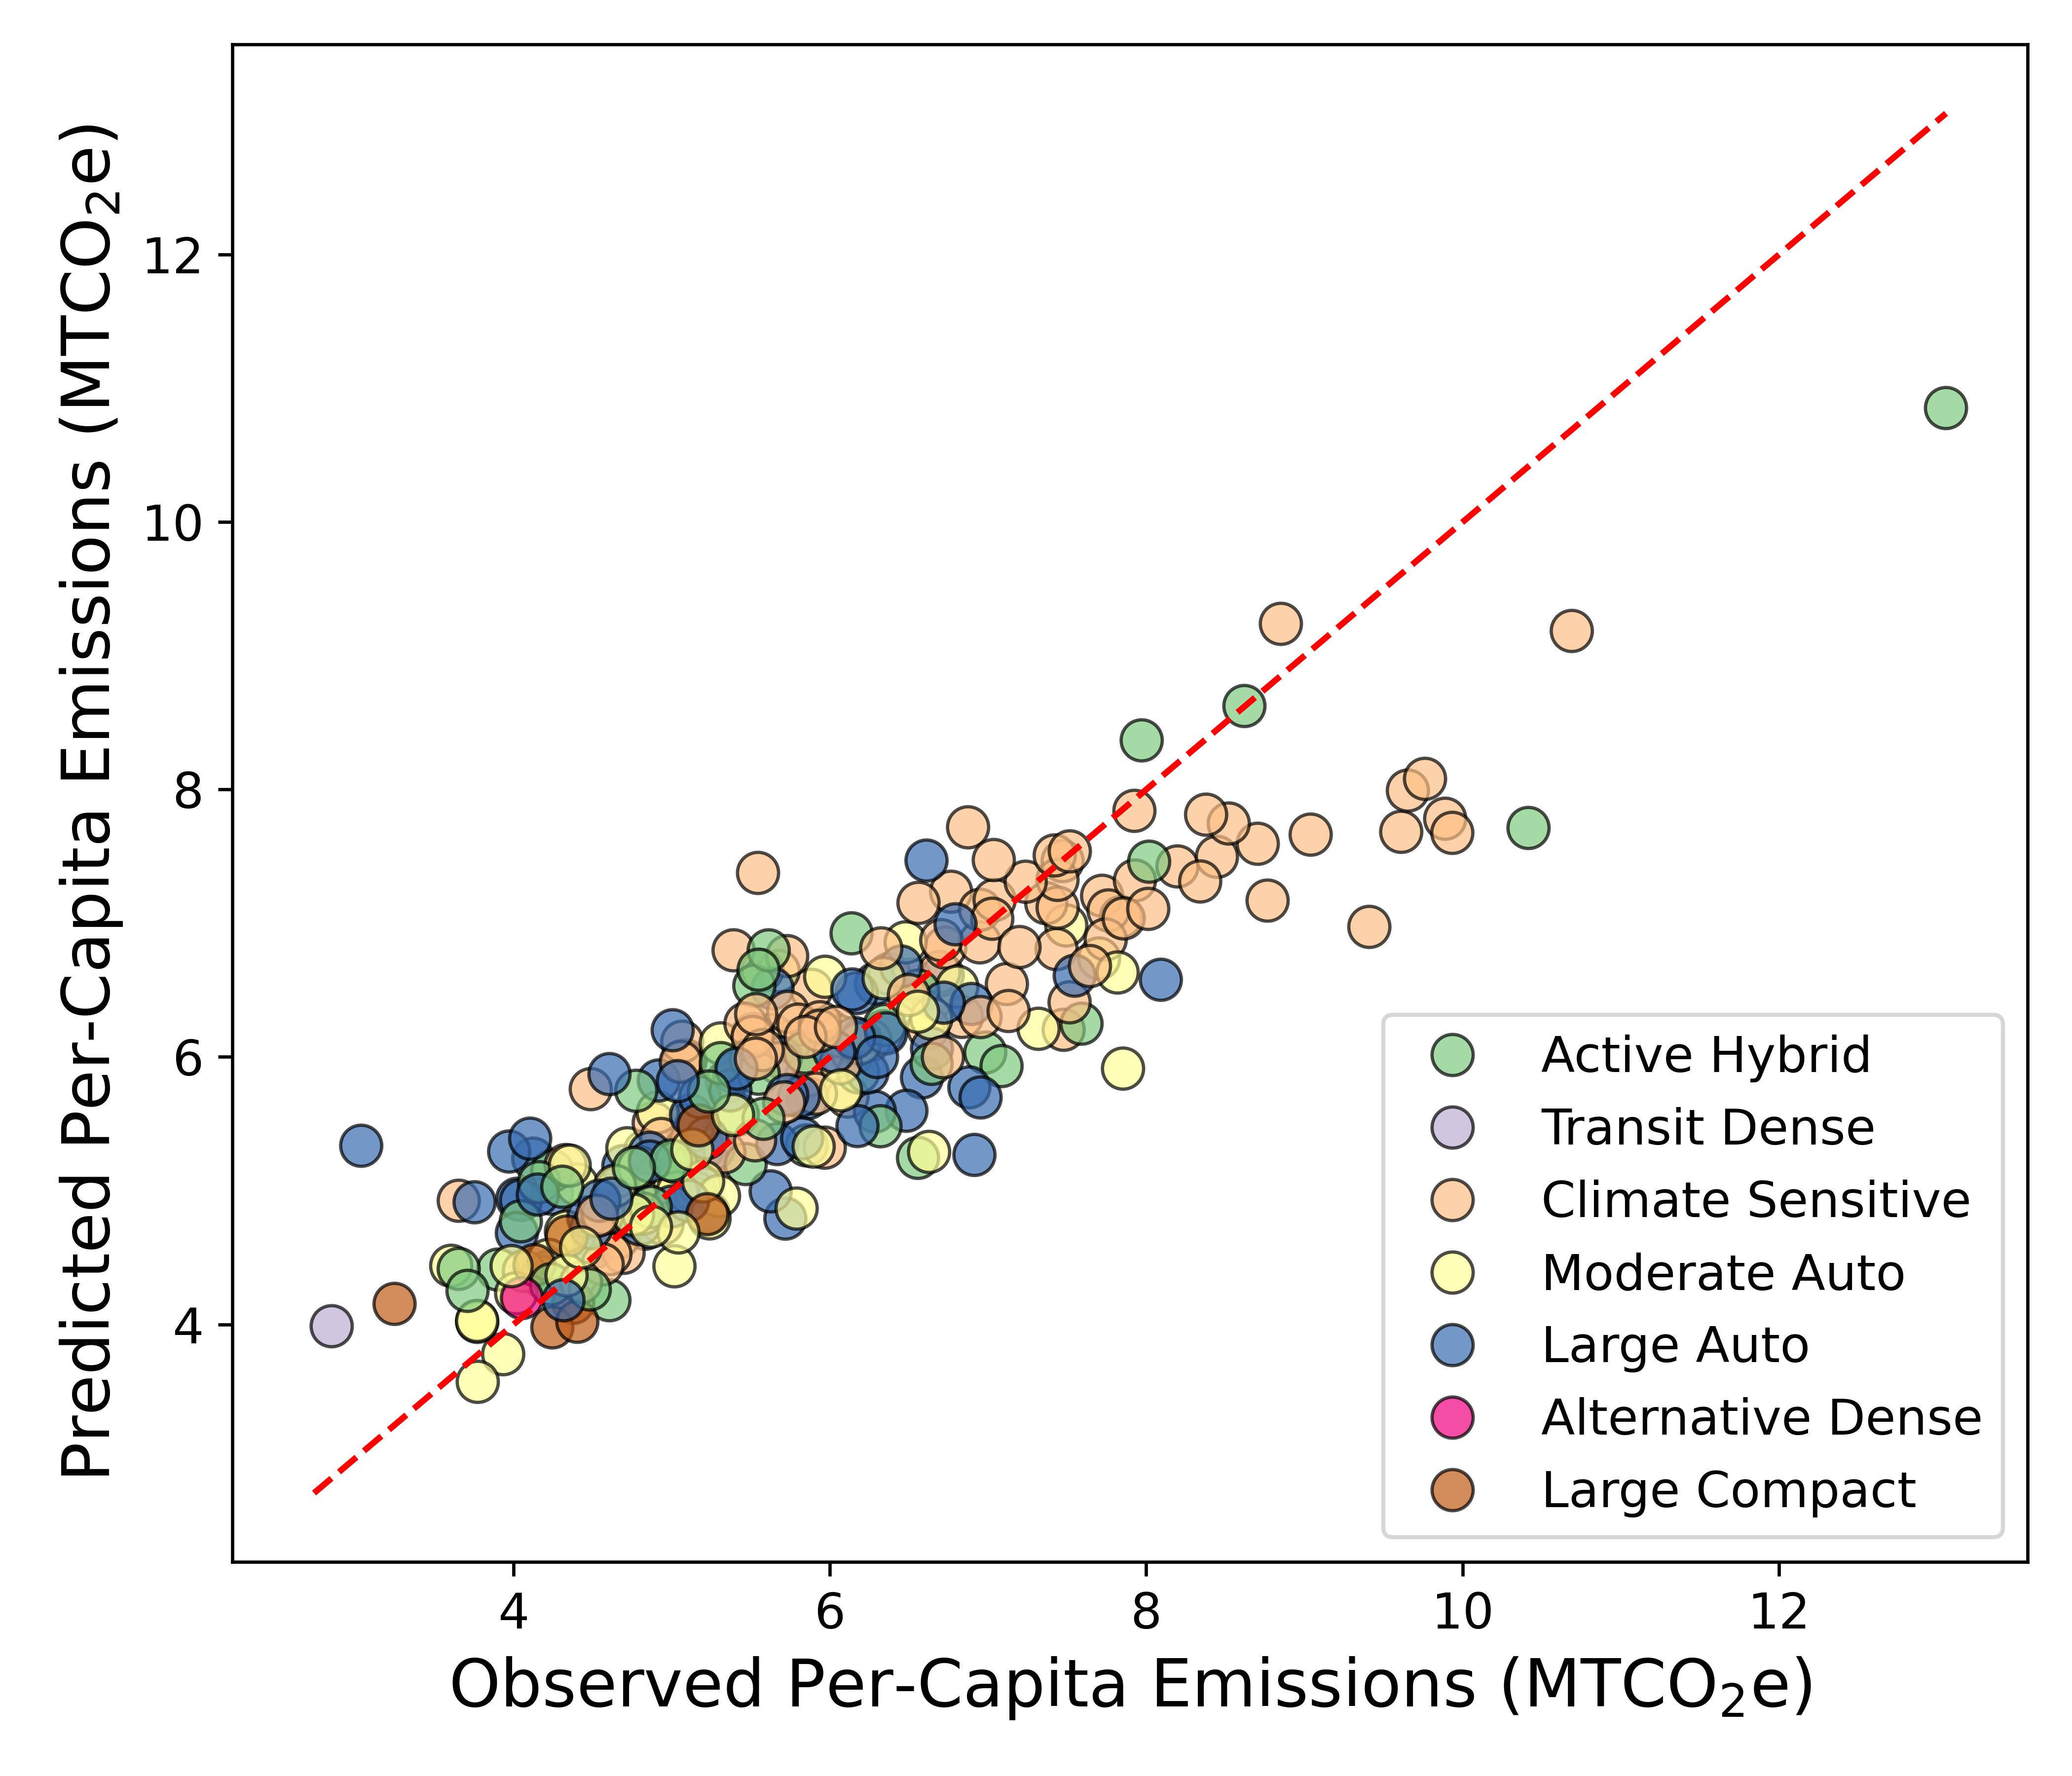 Predicted Per-Capita Emissions (MTCO₂e)
12
10
8
6
4
4 6 8 10 12
Observed Per-Capita Emissions (MTCO₂e)
Active Hybrid
Transit Dense
Climate Sensitive
Moderate Auto
Large Auto
Alternative Dense
Large Compact